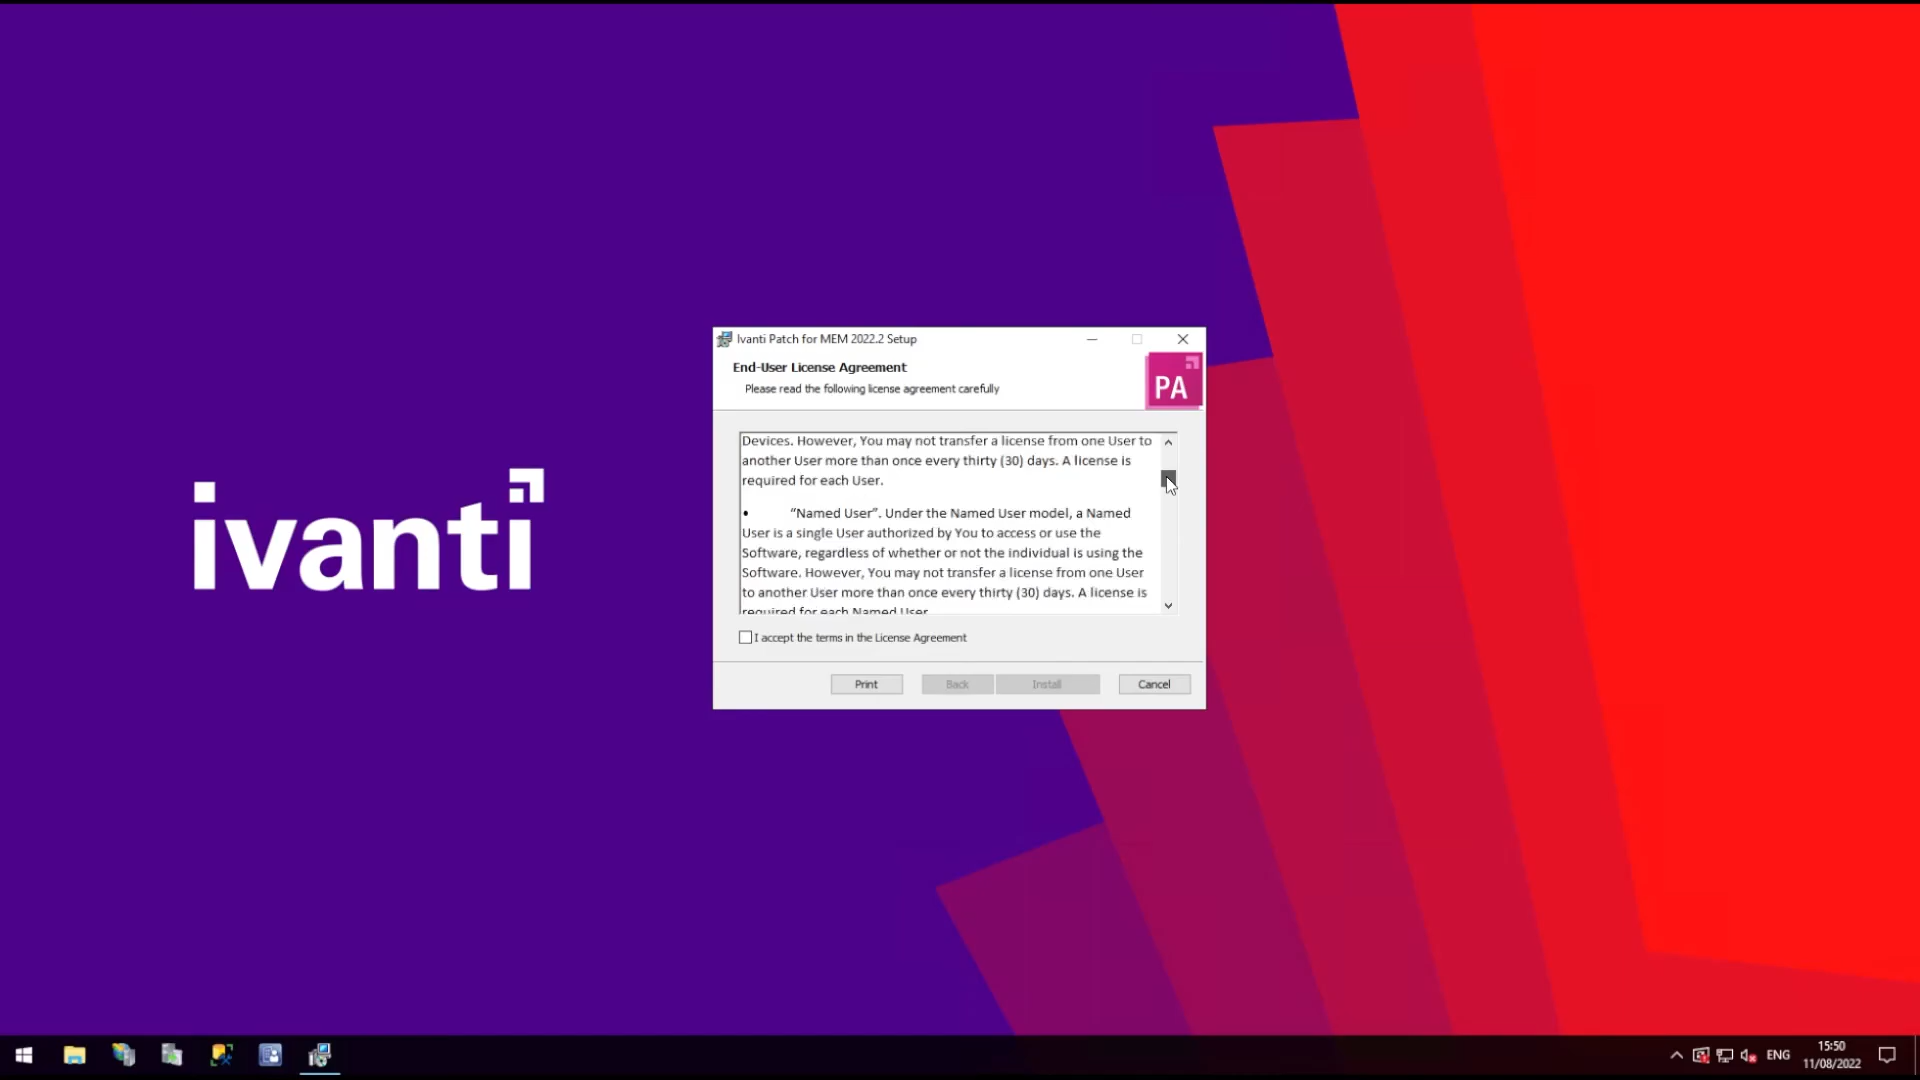 Ivanti Patch for MEM 2022.2 Setup
End-User License Agreement
Please read the following license agreement carefully
PA
Devices. However, You may not transfer a license from one User to
another User more than once every thirty (30) days. A license is
required for each User.
• “Named User”. Under the Named User model, a Named
User is a single User authorized by You to access or use the
Software, regardless of whether or not the individual is using the
Software. However, You may not transfer a license from one User
to another User more than once every thirty (30) days. A license is
required for each Named User.
I accept the terms in the License Agreement
Print
Back
Install
Cancel
ivanti
ENG
15:50
11/08/2022